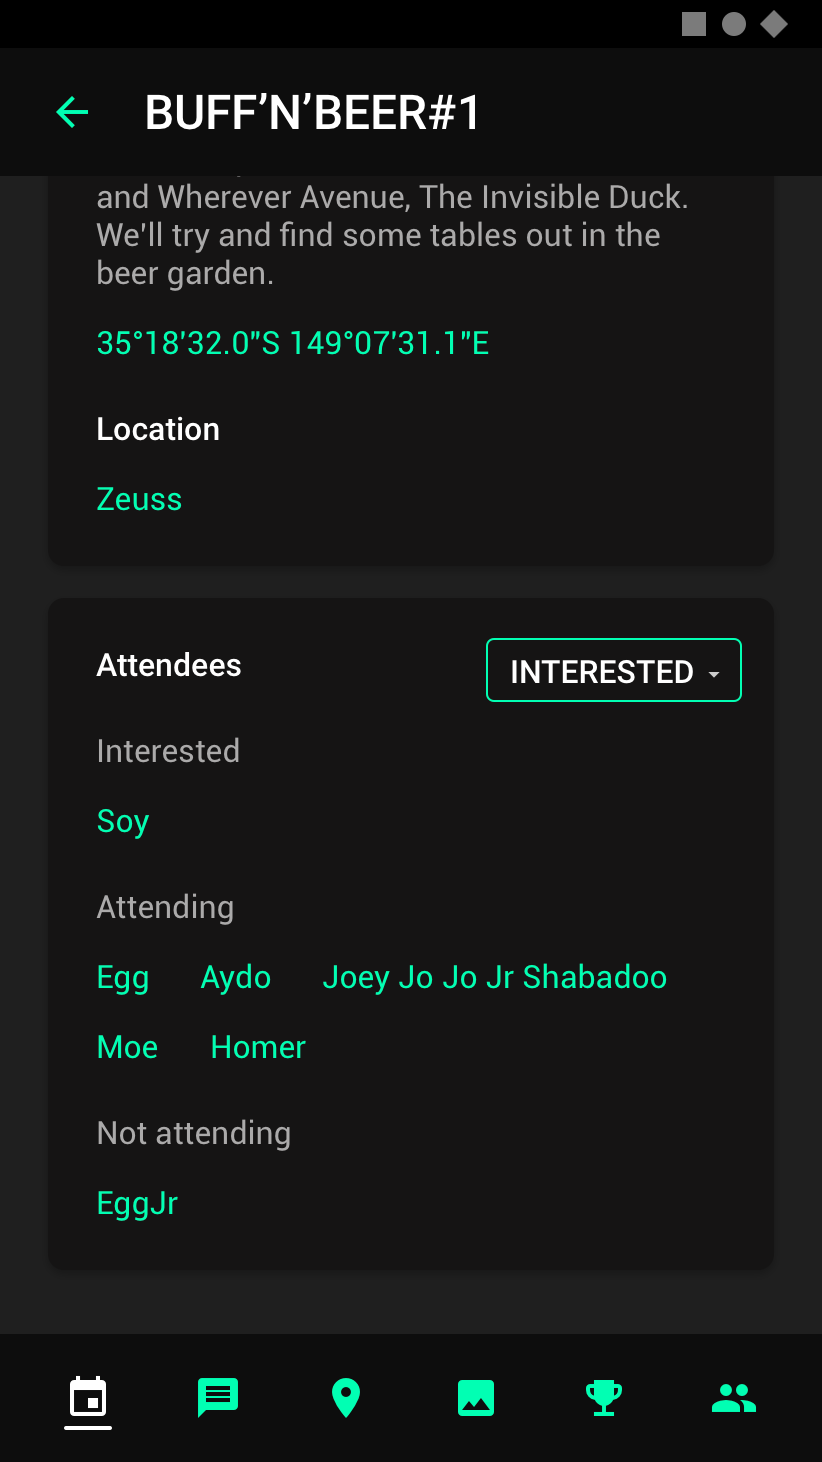 BUFF’N’BEER#1
and Wherever Avenue, The Invisible Duck.
We'll try and find some tables out in the
beer garden.
35°18'32.0"S 149°07'31.1"E
Location
Zeuss
Attendees
INTERESTED
Interested
Soy
Attending
Egg Aydo Joey Jo Jo Jr Shabadoo
Moe Homer
Not attending
EggJr